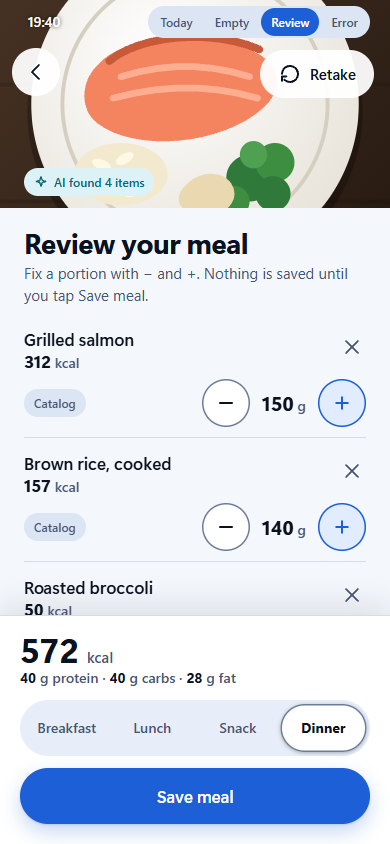 19:40
Today Empty Review Error
Retake
AI found 4 items
Review your meal
Fix a portion with − and +. Nothing is saved until
you tap Save meal.
Grilled salmon
312 kcal
Catalog
150 g
Brown rice, cooked
157 kcal
Catalog
140 g
Roasted broccoli
50 kcal
572 kcal
40 g protein · 40 g carbs · 28 g fat
Breakfast Lunch Snack Dinner
Save meal